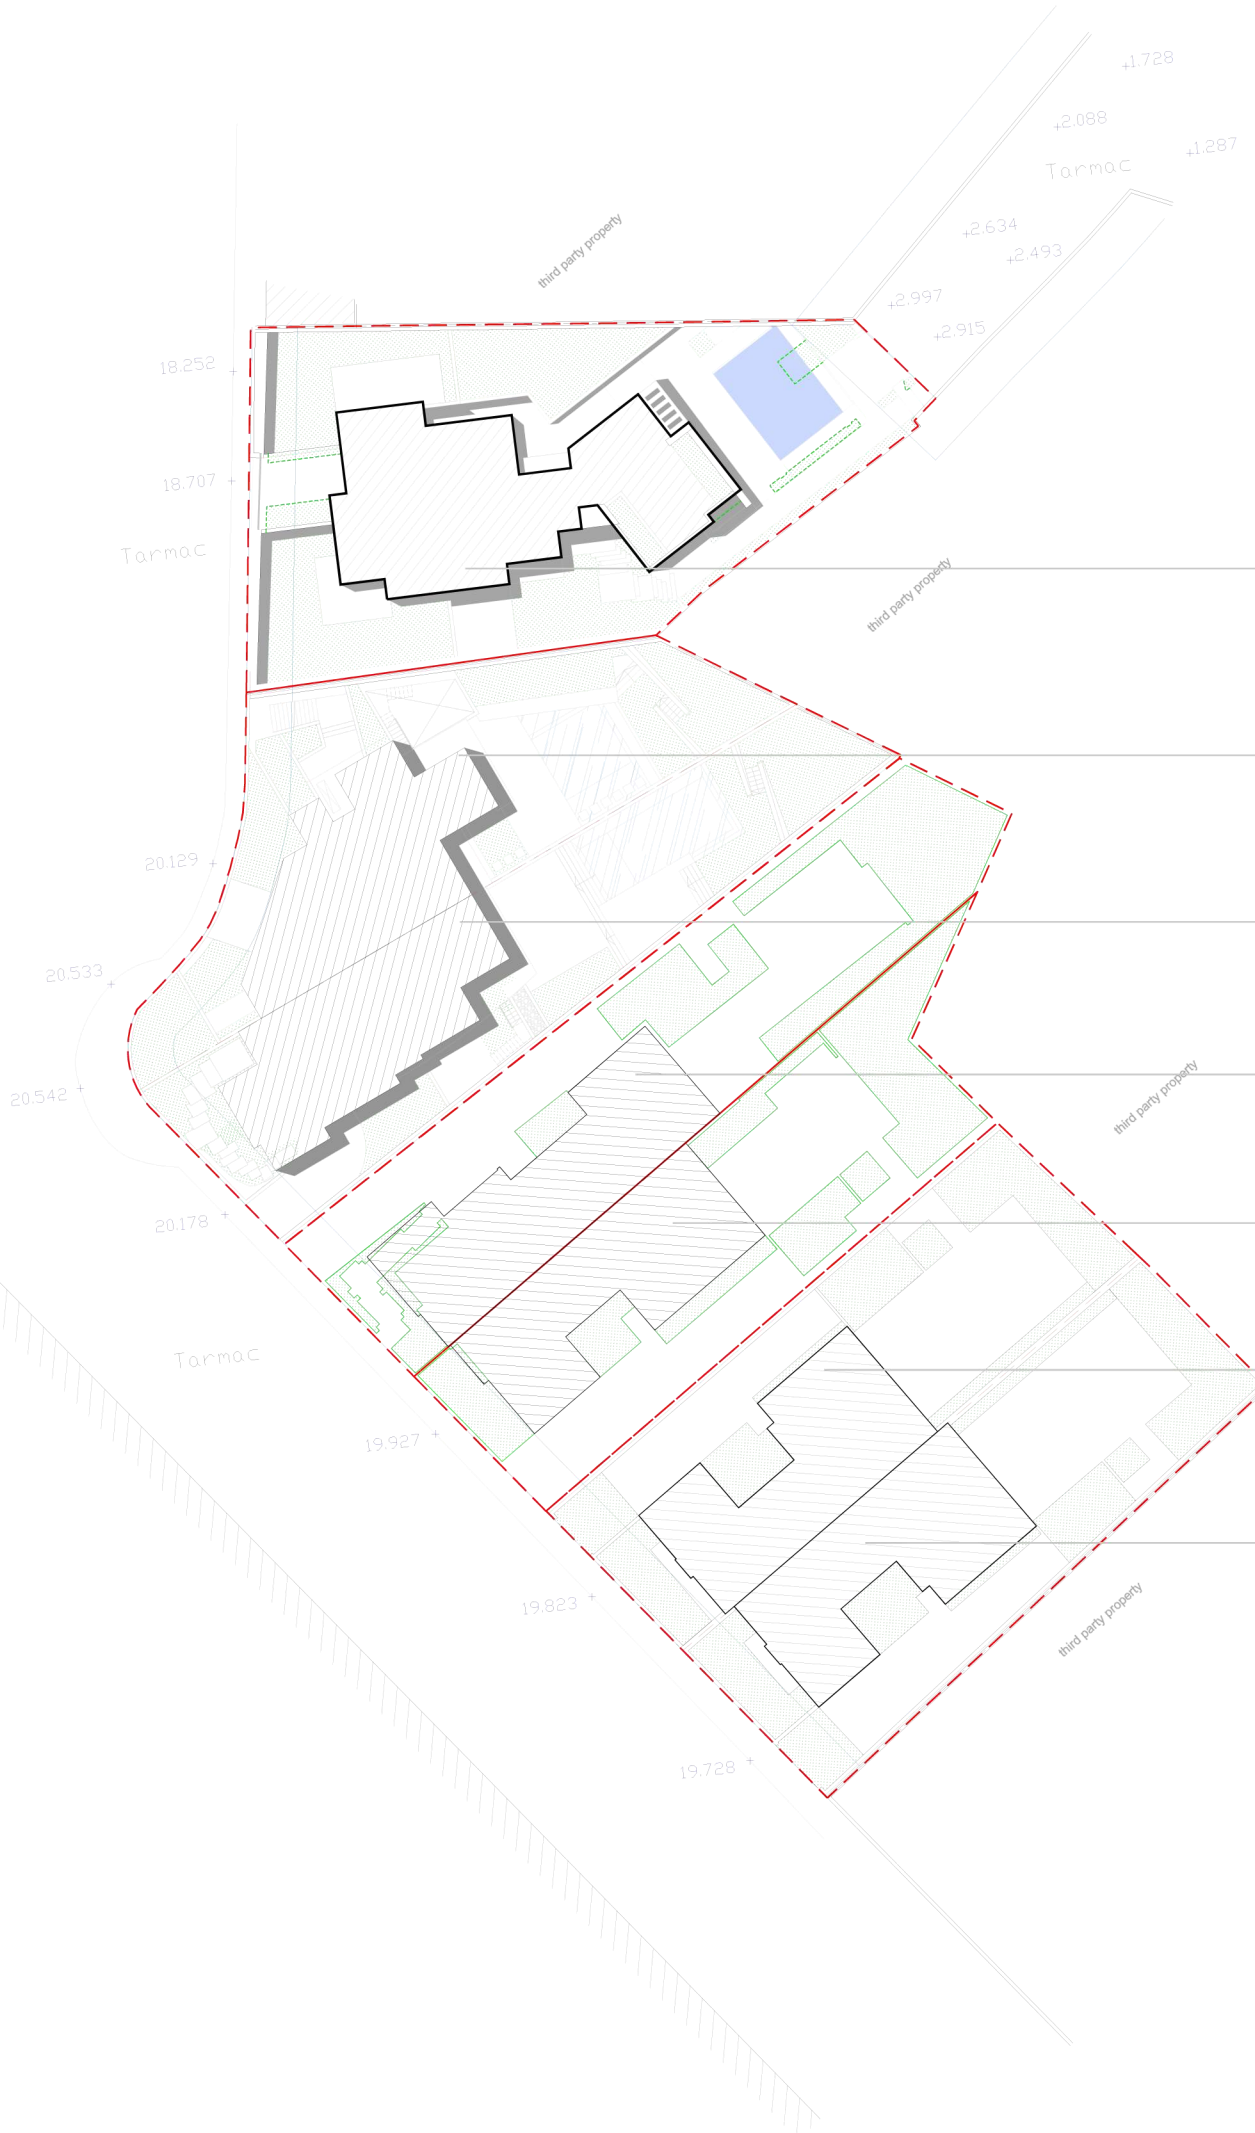 +1.728
+2.088
+1.287
Tarmac
third party property
+2.634
+2.493
+2.997
+2.915
18.252
18.707
Tarmac
third party property
20.129
20.533
20.542
third party property
20.178
Tarmac
19.927
19.823
third party property
19.728